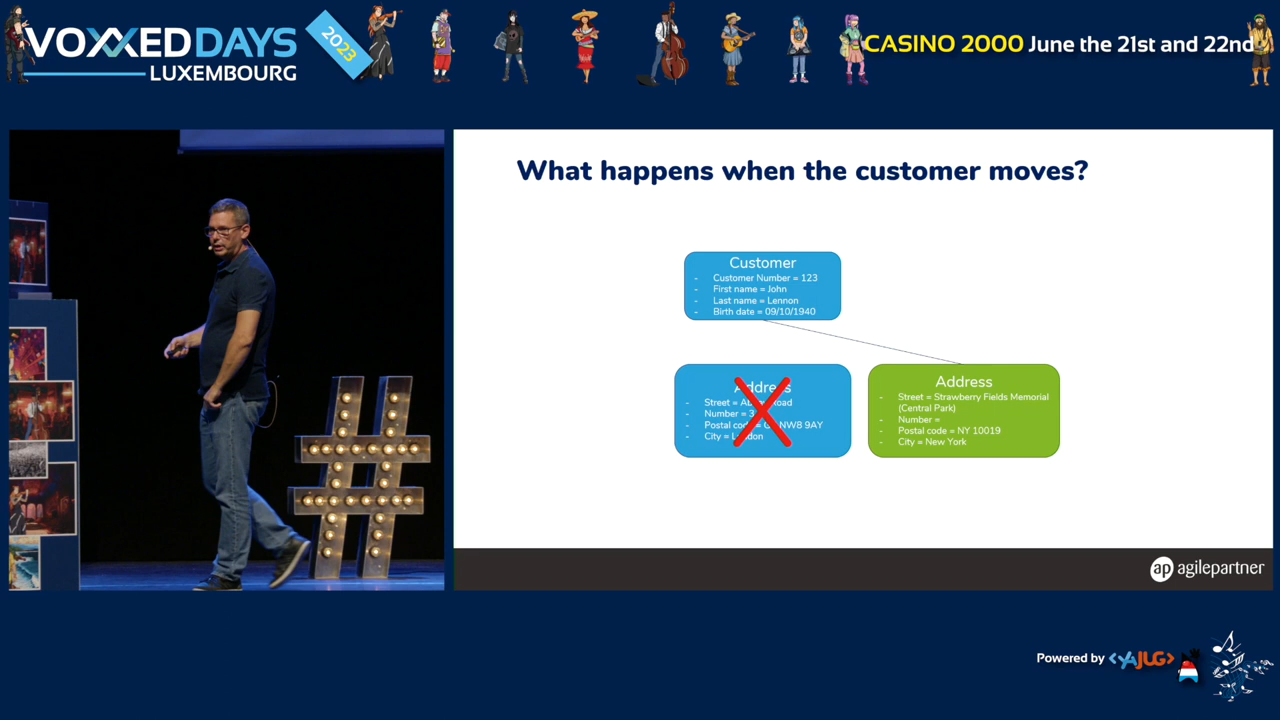 VOXXEDDAYS
LUXEMBOURG
2023
CASINO 2000 June the 21st and 22nd
What happens when the customer moves?
Customer
- Customer Number = 123
- First name = John
- Last name = Lennon
- Birth date = 09/10/1940
Address
- Street = Road
- Number = 3
- Postal code = NW8 9AY
- City = London
Address
- Street = Strawberry Fields Memorial
(Central Park)
- Number =
- Postal code = NY 10019
- City = New York
#
ap agilepartner
Powered by <YAJUG>